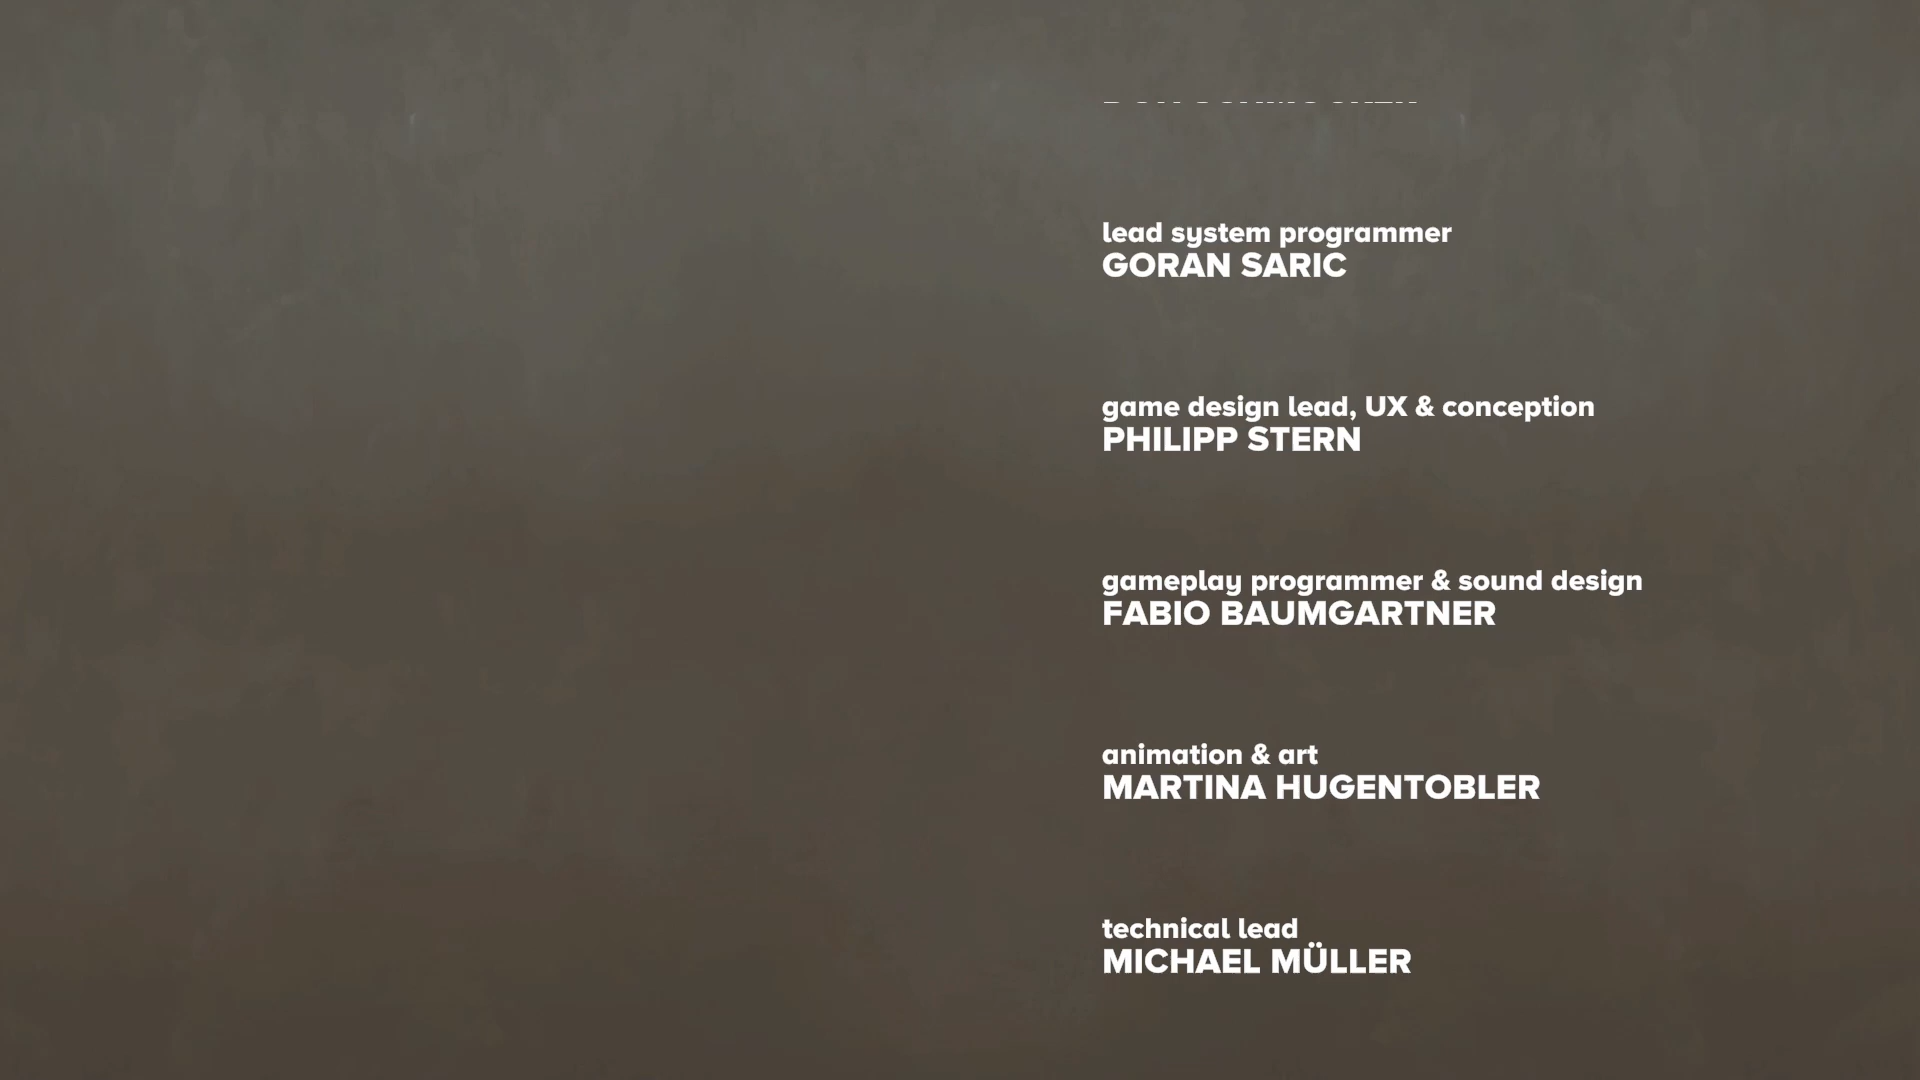 lead system programmer
GORAN SARIC
game design lead, UX & conception
PHILIPP STERN
gameplay programmer & sound design
FABIO BAUMGARTNER
animation & art
MARTINA HUGENTOBLER
technical lead
MICHAEL MÜLLER